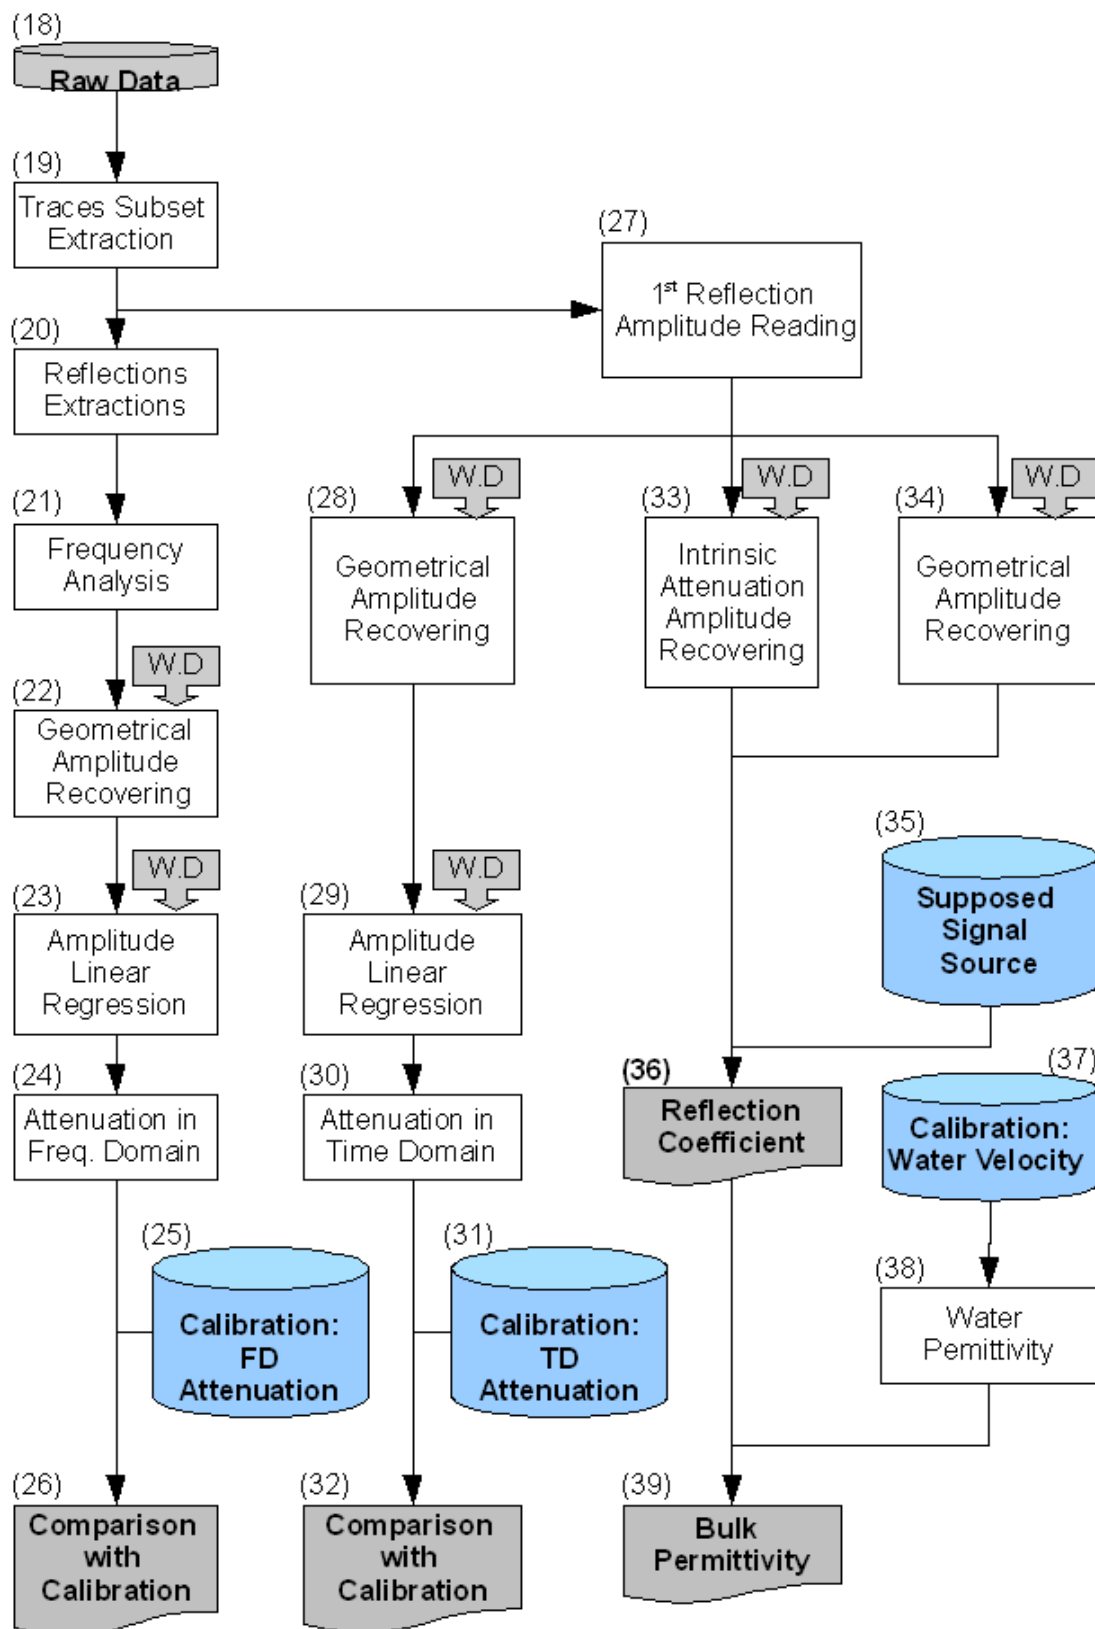 (18)
Raw Data
(19)
Traces Subset
Extraction
(27)
1st Reflection
Amplitude Reading
(20)
Reflections
Extractions
W.D
W.D
W.D
(21)
(28)
(33)
(34)
Frequency
Analysis
Geometrical
Amplitude
Recovering
Intrinsic
Attenuation
Amplitude
Recovering
Geometrical
Amplitude
Recovering
W.D
(22)
Geometrical
Amplitude
Recovering
(35)
Supposed
Signal
Source
W.D
W.D
(23)
(29)
Amplitude
Linear
Regression
Amplitude
Linear
Regression
(24)
(30)
(36)
(37)
Attenuation in
Freq. Domain
Attenuation in
Time Domain
Reflection
Coefficient
Calibration:
Water Velocity
(25)
(31)
(38)
Calibration:
FD
Attenuation
Calibration:
TD
Attenuation
Water
Pemittivity
(26)
(32)
(39)
Comparison
with
Calibration
Comparison
with
Calibration
Bulk
Permittivity